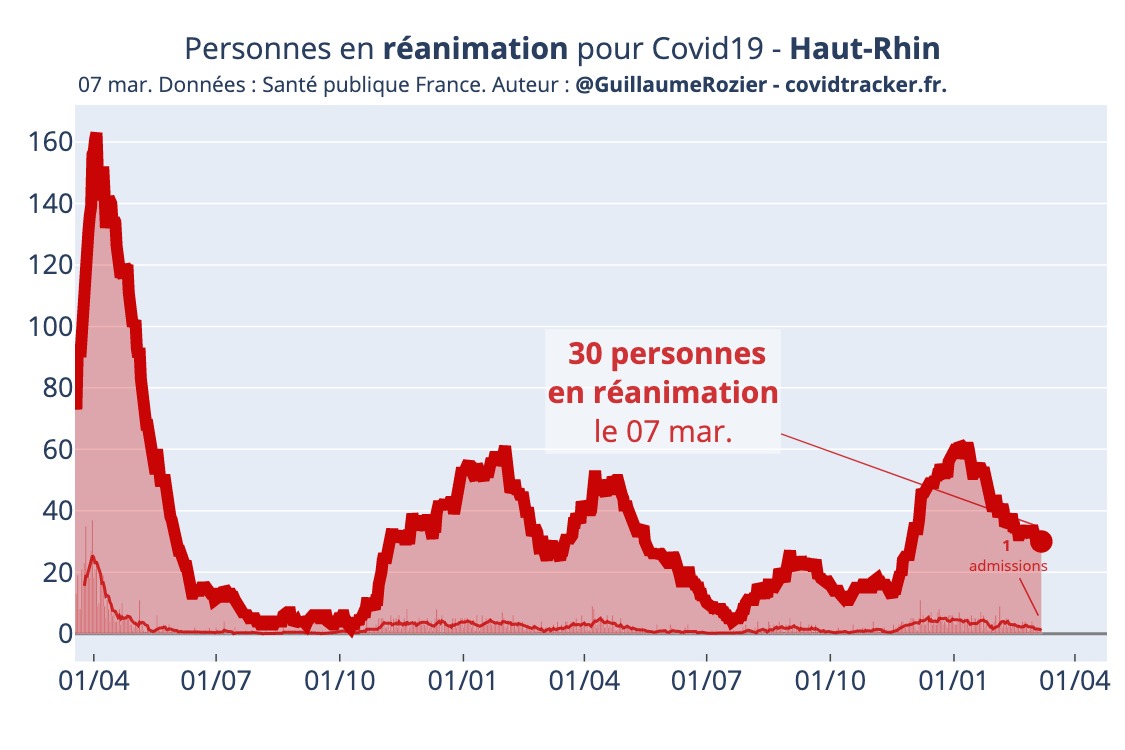 Personnes en réanimation pour Covid19 - Haut-Rhin
07 mar. Données : Santé publique France. Auteur : @GuillaumeRozier - covidtracker.fr.
160
140
120
100
80
60
40
20
0
30 personnes
en réanimation
le 07 mar.
1
admissions
01/04 01/07 01/10 01/01 01/04 01/07 01/10 01/01 01/04